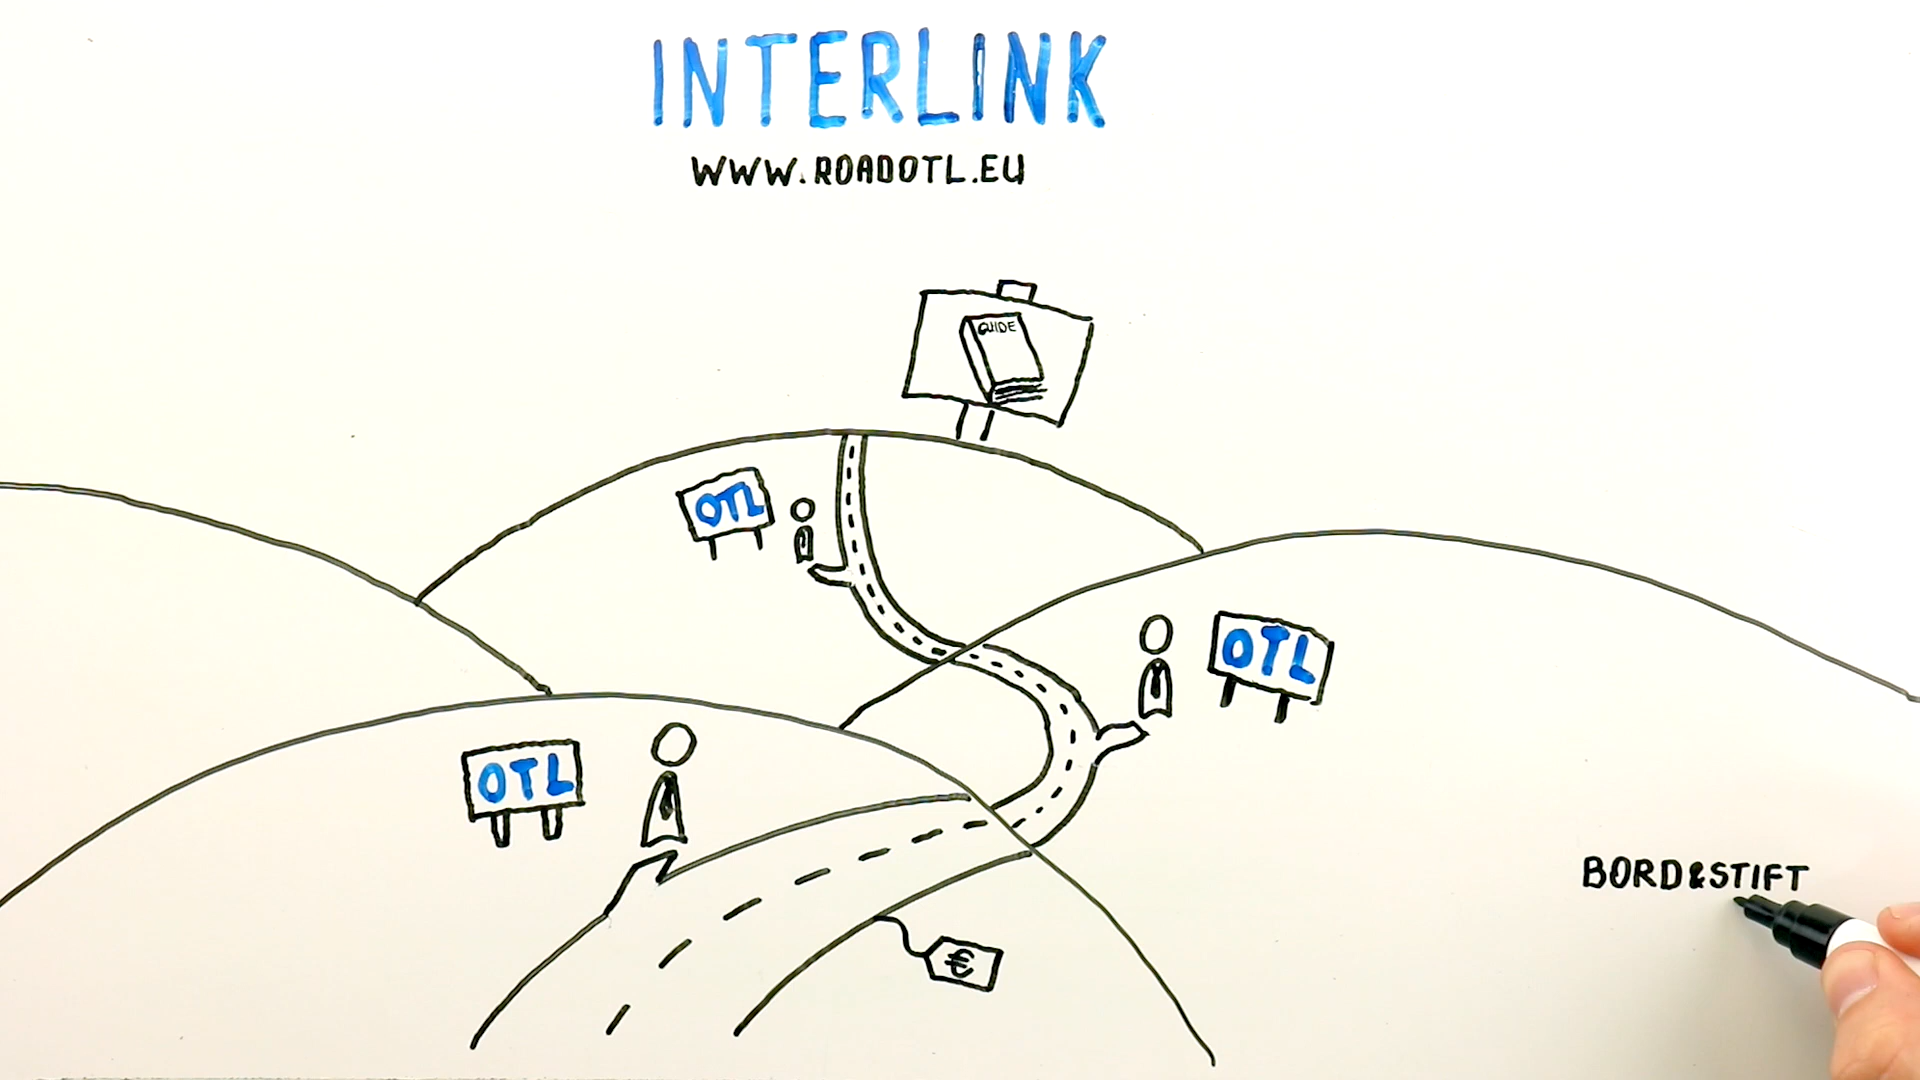 INTERLINK
WWW.ROADOTL.EU
GUIDE
OTL
OTL
OTL
BORD&STIFT
€